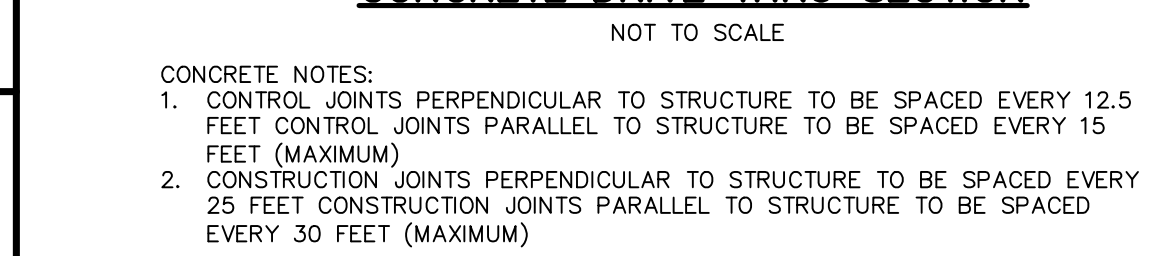 NOT TO SCALE
CONCRETE NOTES:
1. CONTROL JOINTS PERPENDICULAR TO STRUCTURE TO BE SPACED EVERY 12.5
FEET CONTROL JOINTS PARALLEL TO STRUCTURE TO BE SPACED EVERY 15
FEET (MAXIMUM)
2. CONSTRUCTION JOINTS PERPENDICULAR TO STRUCTURE TO BE SPACED EVERY
25 FEET CONSTRUCTION JOINTS PARALLEL TO STRUCTURE TO BE SPACED
EVERY 30 FEET (MAXIMUM)